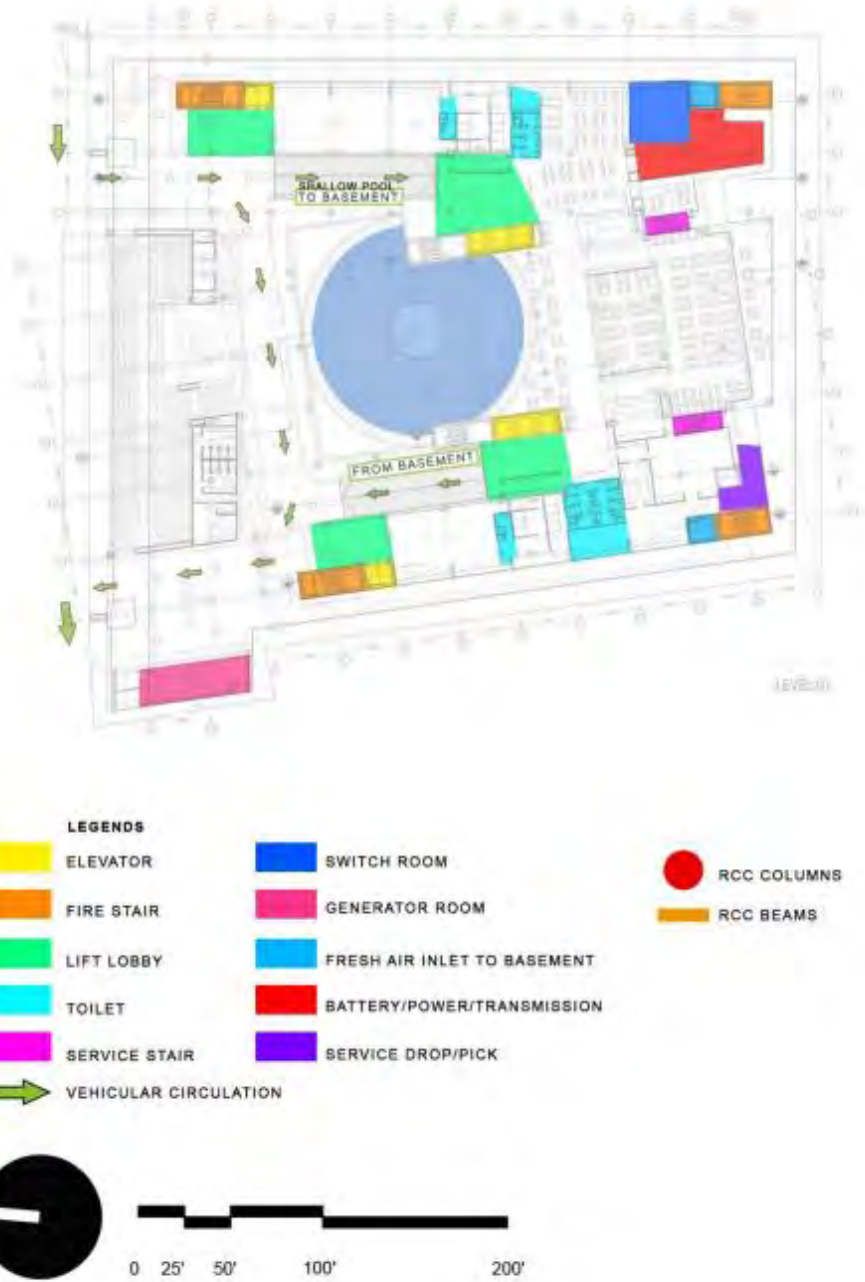 SHALLOW POOL
TO BASEMENT
FROM BASEMENT
LEGENDS
ELEVATOR
SWITCH ROOM
RCC COLUMNS
FIRE STAIR
GENERATOR ROOM
RCC BEAMS
LIFT LOBBY
FRESH AIR INLET TO BASEMENT
TOILET
BATTERY/POWER/TRANSMISSION
SERVICE STAIR
SERVICE DROP/PICK
VEHICULAR CIRCULATION
0 25' 50' 100' 200'